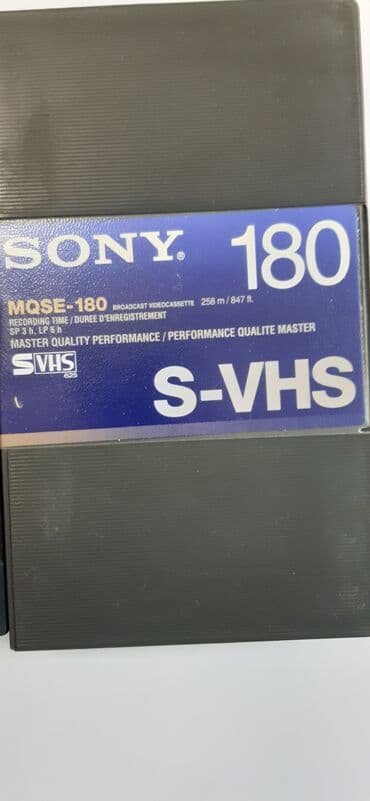 SONY® 180
MQSE-180 BROADCAST VIDEOCASSETTE 258 m / 847 ft.
RECORDING TIME / DUREE D'ENREGISTREMENT
SP 3 h, LP 6 h
MASTER QUALITY PERFORMANCE / PERFORMANCE QUALITE MASTER
SVHS
625
S-VHS